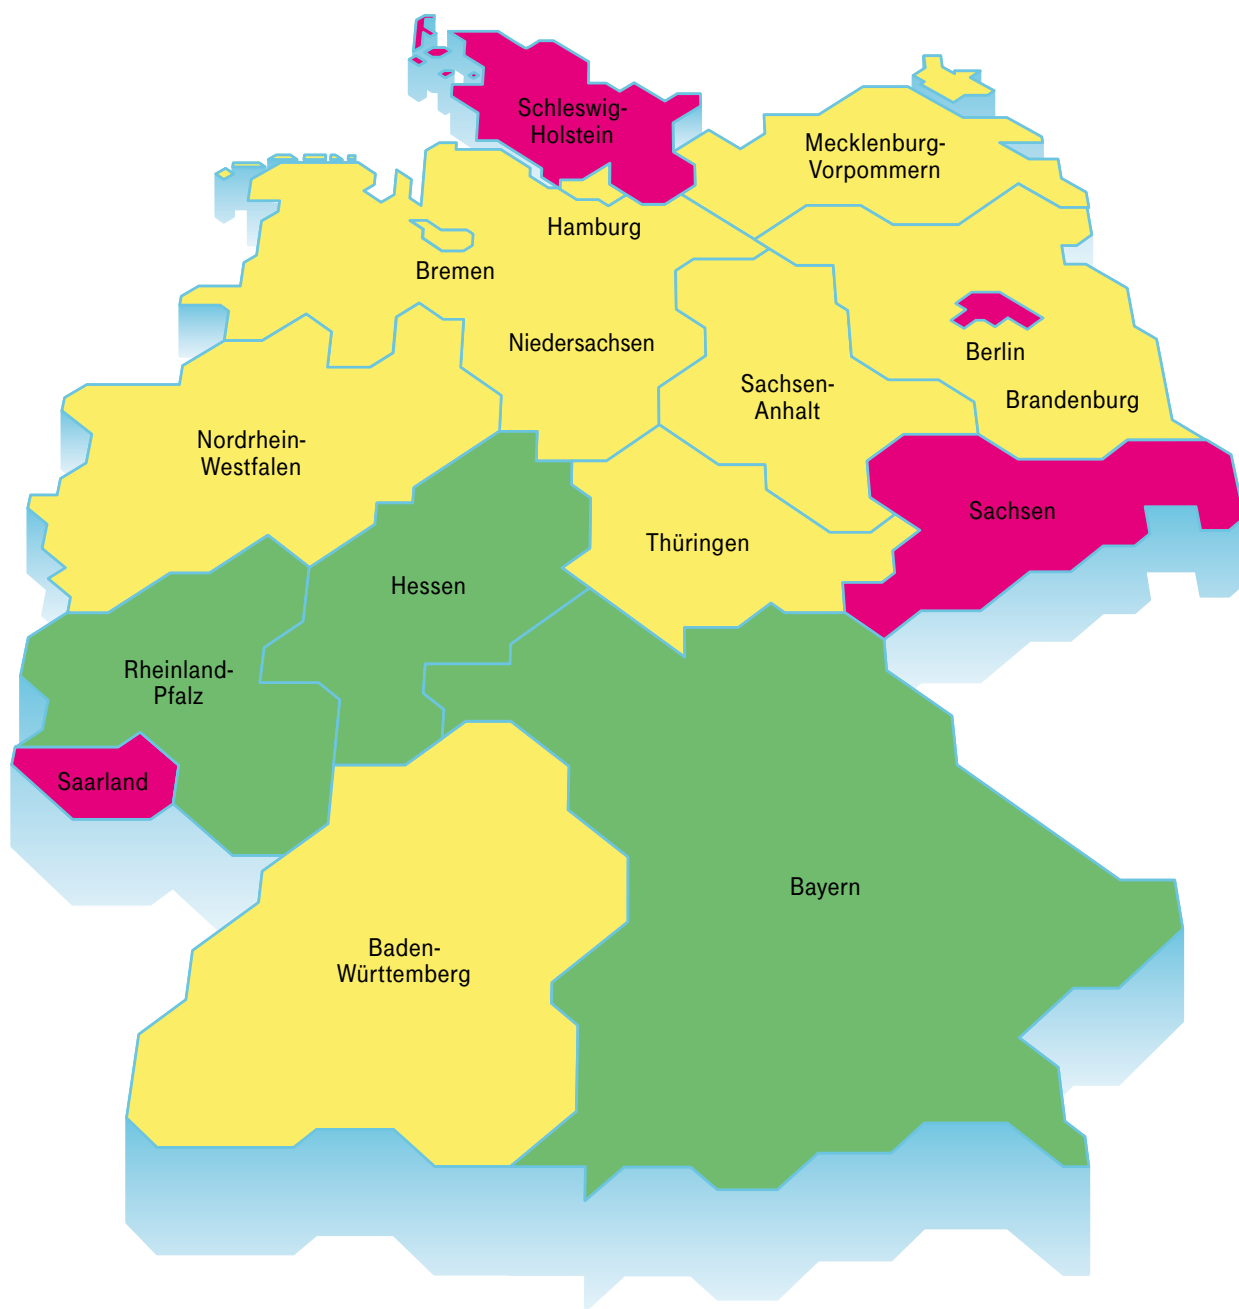 Schleswig-
Holstein
Mecklenburg-
Vorpommern
Hamburg
Bremen
Niedersachsen
Berlin
Sachsen-
Anhalt
Brandenburg
Nordrhein-
Westfalen
Sachsen
Thüringen
Hessen
Rheinland-
Pfalz
Saarland
Bayern
Baden-
Württemberg